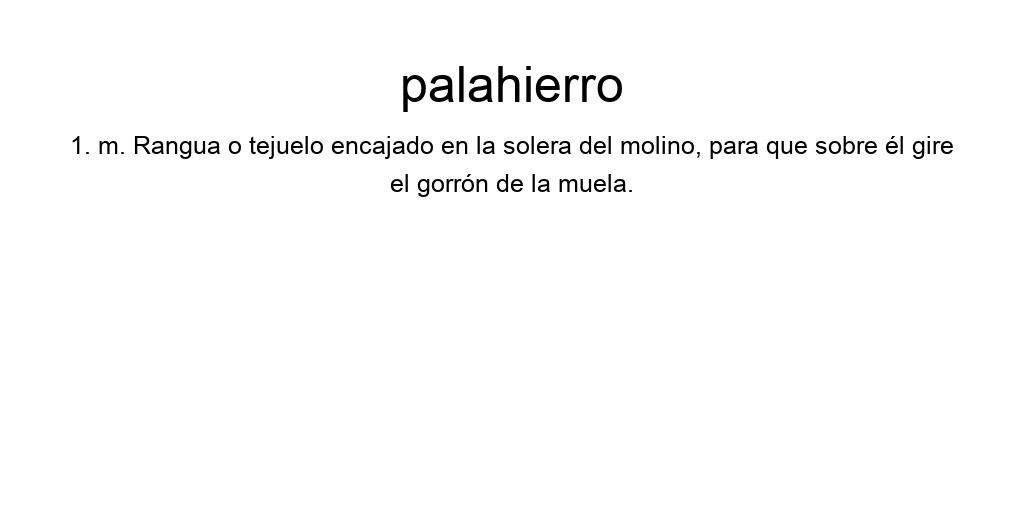 palahierro
1. m. Rangua o tejuelo encajado en la solera del molino, para que sobre él gire
el gorrón de la muela.